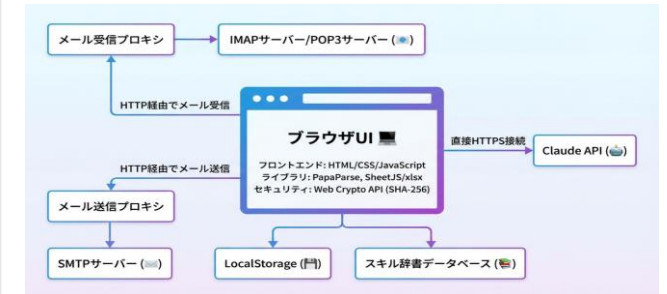 メール受信プロキシ
IMAPサーバー/POP3サーバー (📧)
HTTP経由でメール受信
ブラウザUI 💻
フロントエンド: HTML/CSS/JavaScript
ライブラリ: PapaParse, SheetJS/xlsx
セキュリティ: Web Crypto API (SHA-256)
直接HTTPS接続
Claude API (🤖)
HTTP経由でメール送信
メール送信プロキシ
SMTPサーバー (✉️)
LocalStorage (💾)
スキル辞書データベース (📚)